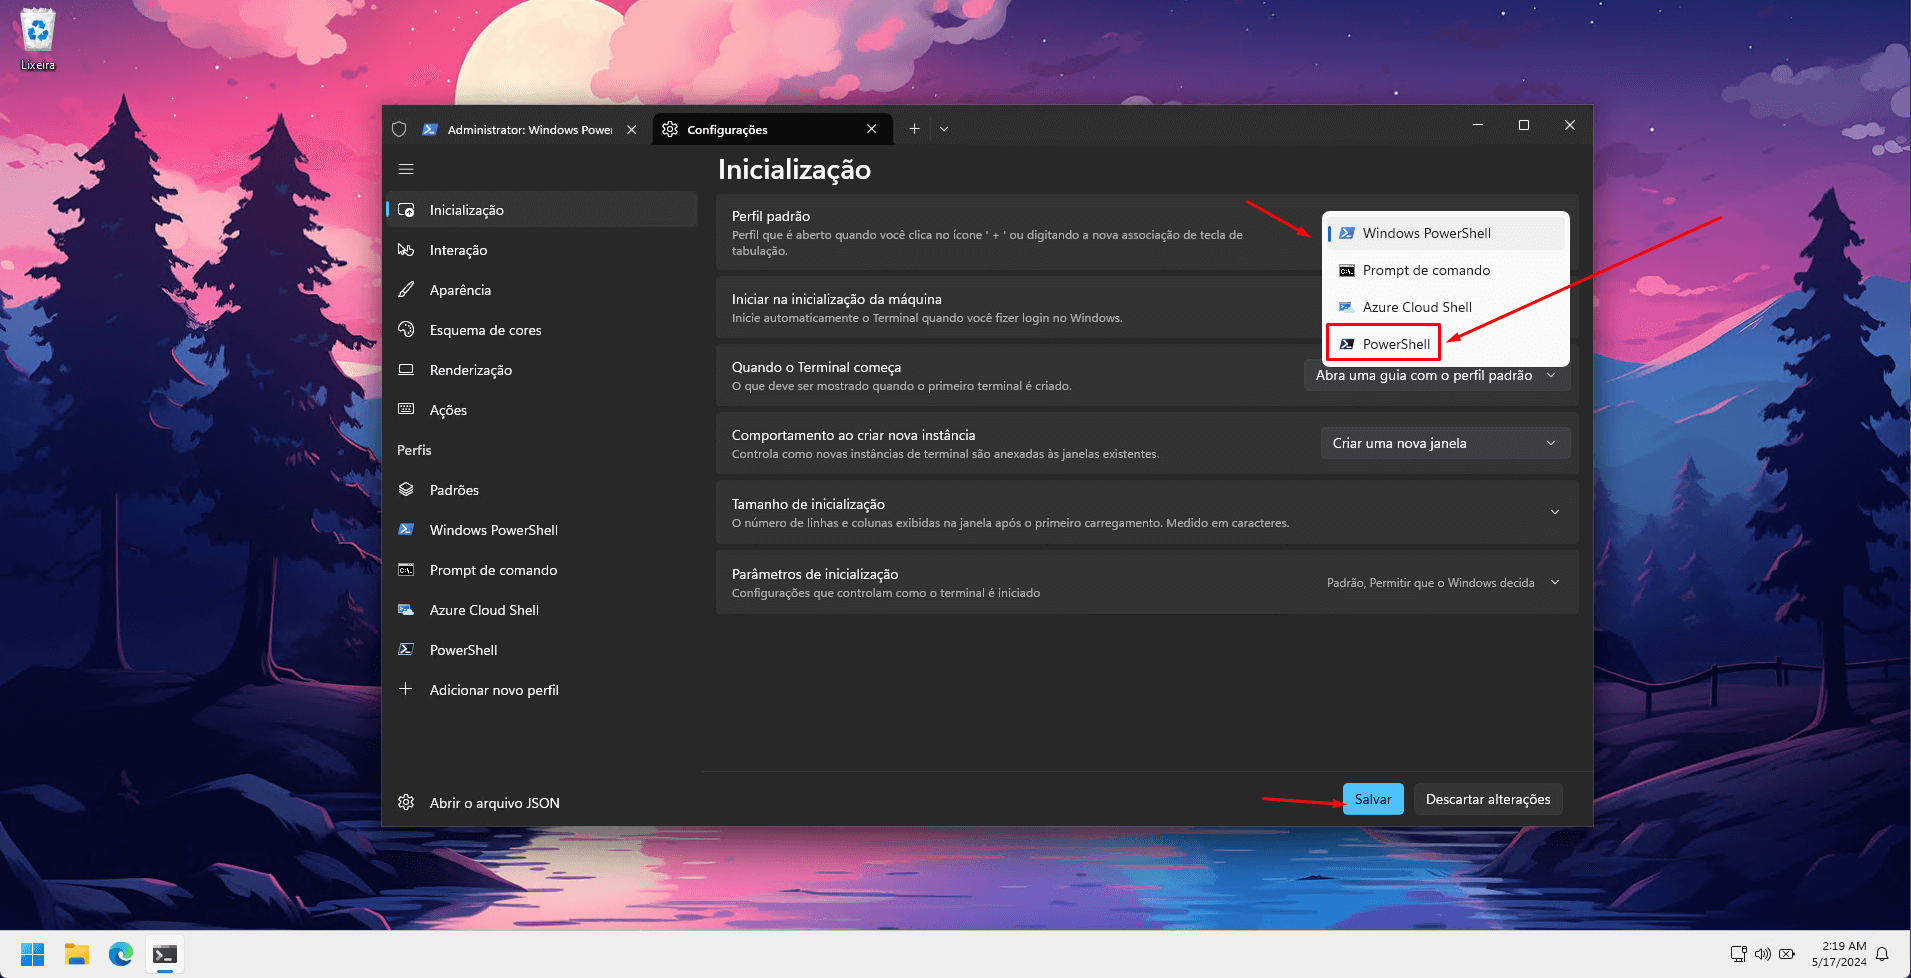 Lixeira
Administrator: Windows Power
Configurações
Inicialização
Interação
Aparência
Esquema de cores
Renderização
Ações
Perfis
Padrões
Windows PowerShell
Prompt de comando
Azure Cloud Shell
PowerShell
Adicionar novo perfil
Abrir o arquivo JSON
Inicialização
Perfil padrão
Perfil que é aberto quando você clica no ícone ' + ' ou digitando a nova associação de tecla de
tabulação.
Windows PowerShell
Prompt de comando
Azure Cloud Shell
PowerShell
Iniciar na inicialização da máquina
Inicie automaticamente o Terminal quando você fizer login no Windows.
Quando o Terminal começa
O que deve ser mostrado quando o primeiro terminal é criado.
Abra uma guia com o perfil padrão
Comportamento ao criar nova instância
Controla como novas instâncias de terminal são anexadas às janelas existentes.
Criar uma nova janela
Tamanho de inicialização
O número de linhas e colunas exibidas na janela após o primeiro carregamento. Medido em caracteres.
Parâmetros de inicialização
Configurações que controlam como o terminal é iniciado
Padrão, Permitir que o Windows decida
Salvar
Descartar alterações
2:19 AM
5/17/2024